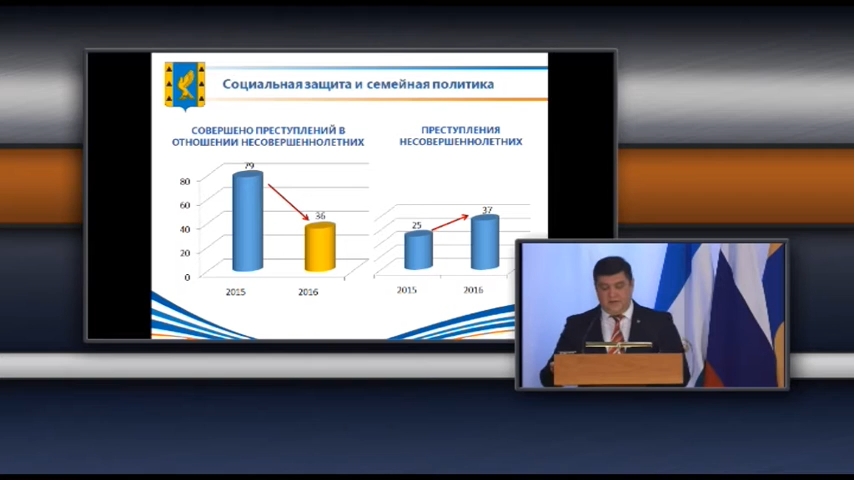 Социальная защита и семейная политика
СОВЕРШЕНО ПРЕСТУПЛЕНИЙ В
ОТНОШЕНИИ НЕСОВЕРШЕННОЛЕТНИХ
79
80
60
40
20
0
36
2015
2016
ПРЕСТУПЛЕНИЯ
НЕСОВЕРШЕННОЛЕТНИХ
25
37
2015
2016